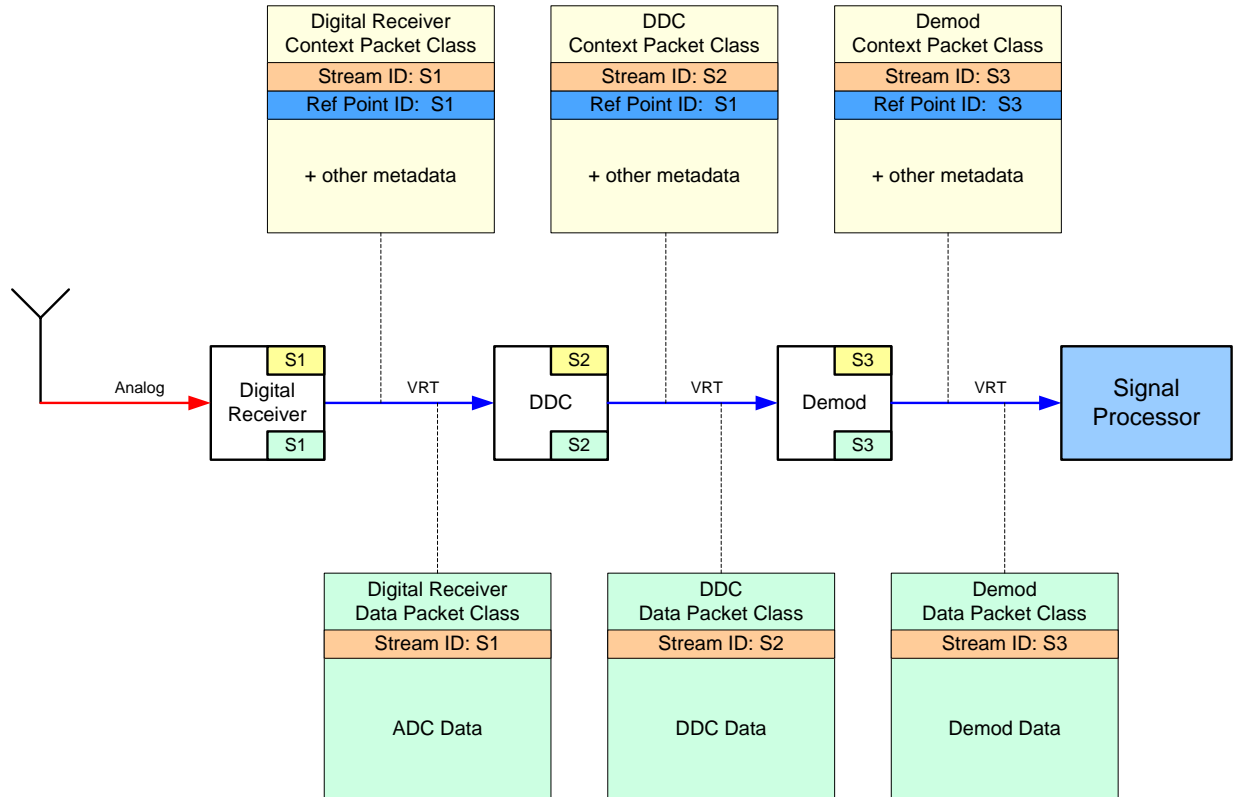 Digital Receiver
Context Packet Class
Stream ID: S1
Ref Point ID: S1
+ other metadata
DDC
Context Packet Class
Stream ID: S2
Ref Point ID: S1
+ other metadata
Demod
Context Packet Class
Stream ID: S3
Ref Point ID: S3
+ other metadata
Analog
S1
Digital
Receiver
S1
VRT
S2
DDC
S2
VRT
S3
Demod
S3
VRT
Signal
Processor
Digital Receiver
Data Packet Class
Stream ID: S1
ADC Data
DDC
Data Packet Class
Stream ID: S2
DDC Data
Demod
Data Packet Class
Stream ID: S3
Demod Data